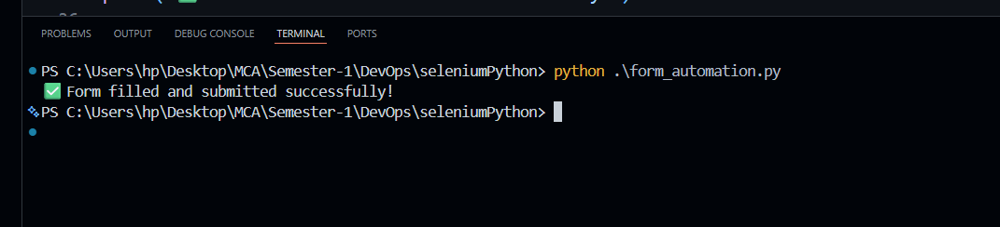 PROBLEMS OUTPUT DEBUG CONSOLE TERMINAL PORTS
PS C:\Users\hp\Desktop\MCA\Semester-1\DevOps\seleniumPython> python .\form_automation.py
✅ Form filled and submitted successfully!
PS C:\Users\hp\Desktop\MCA\Semester-1\DevOps\seleniumPython>